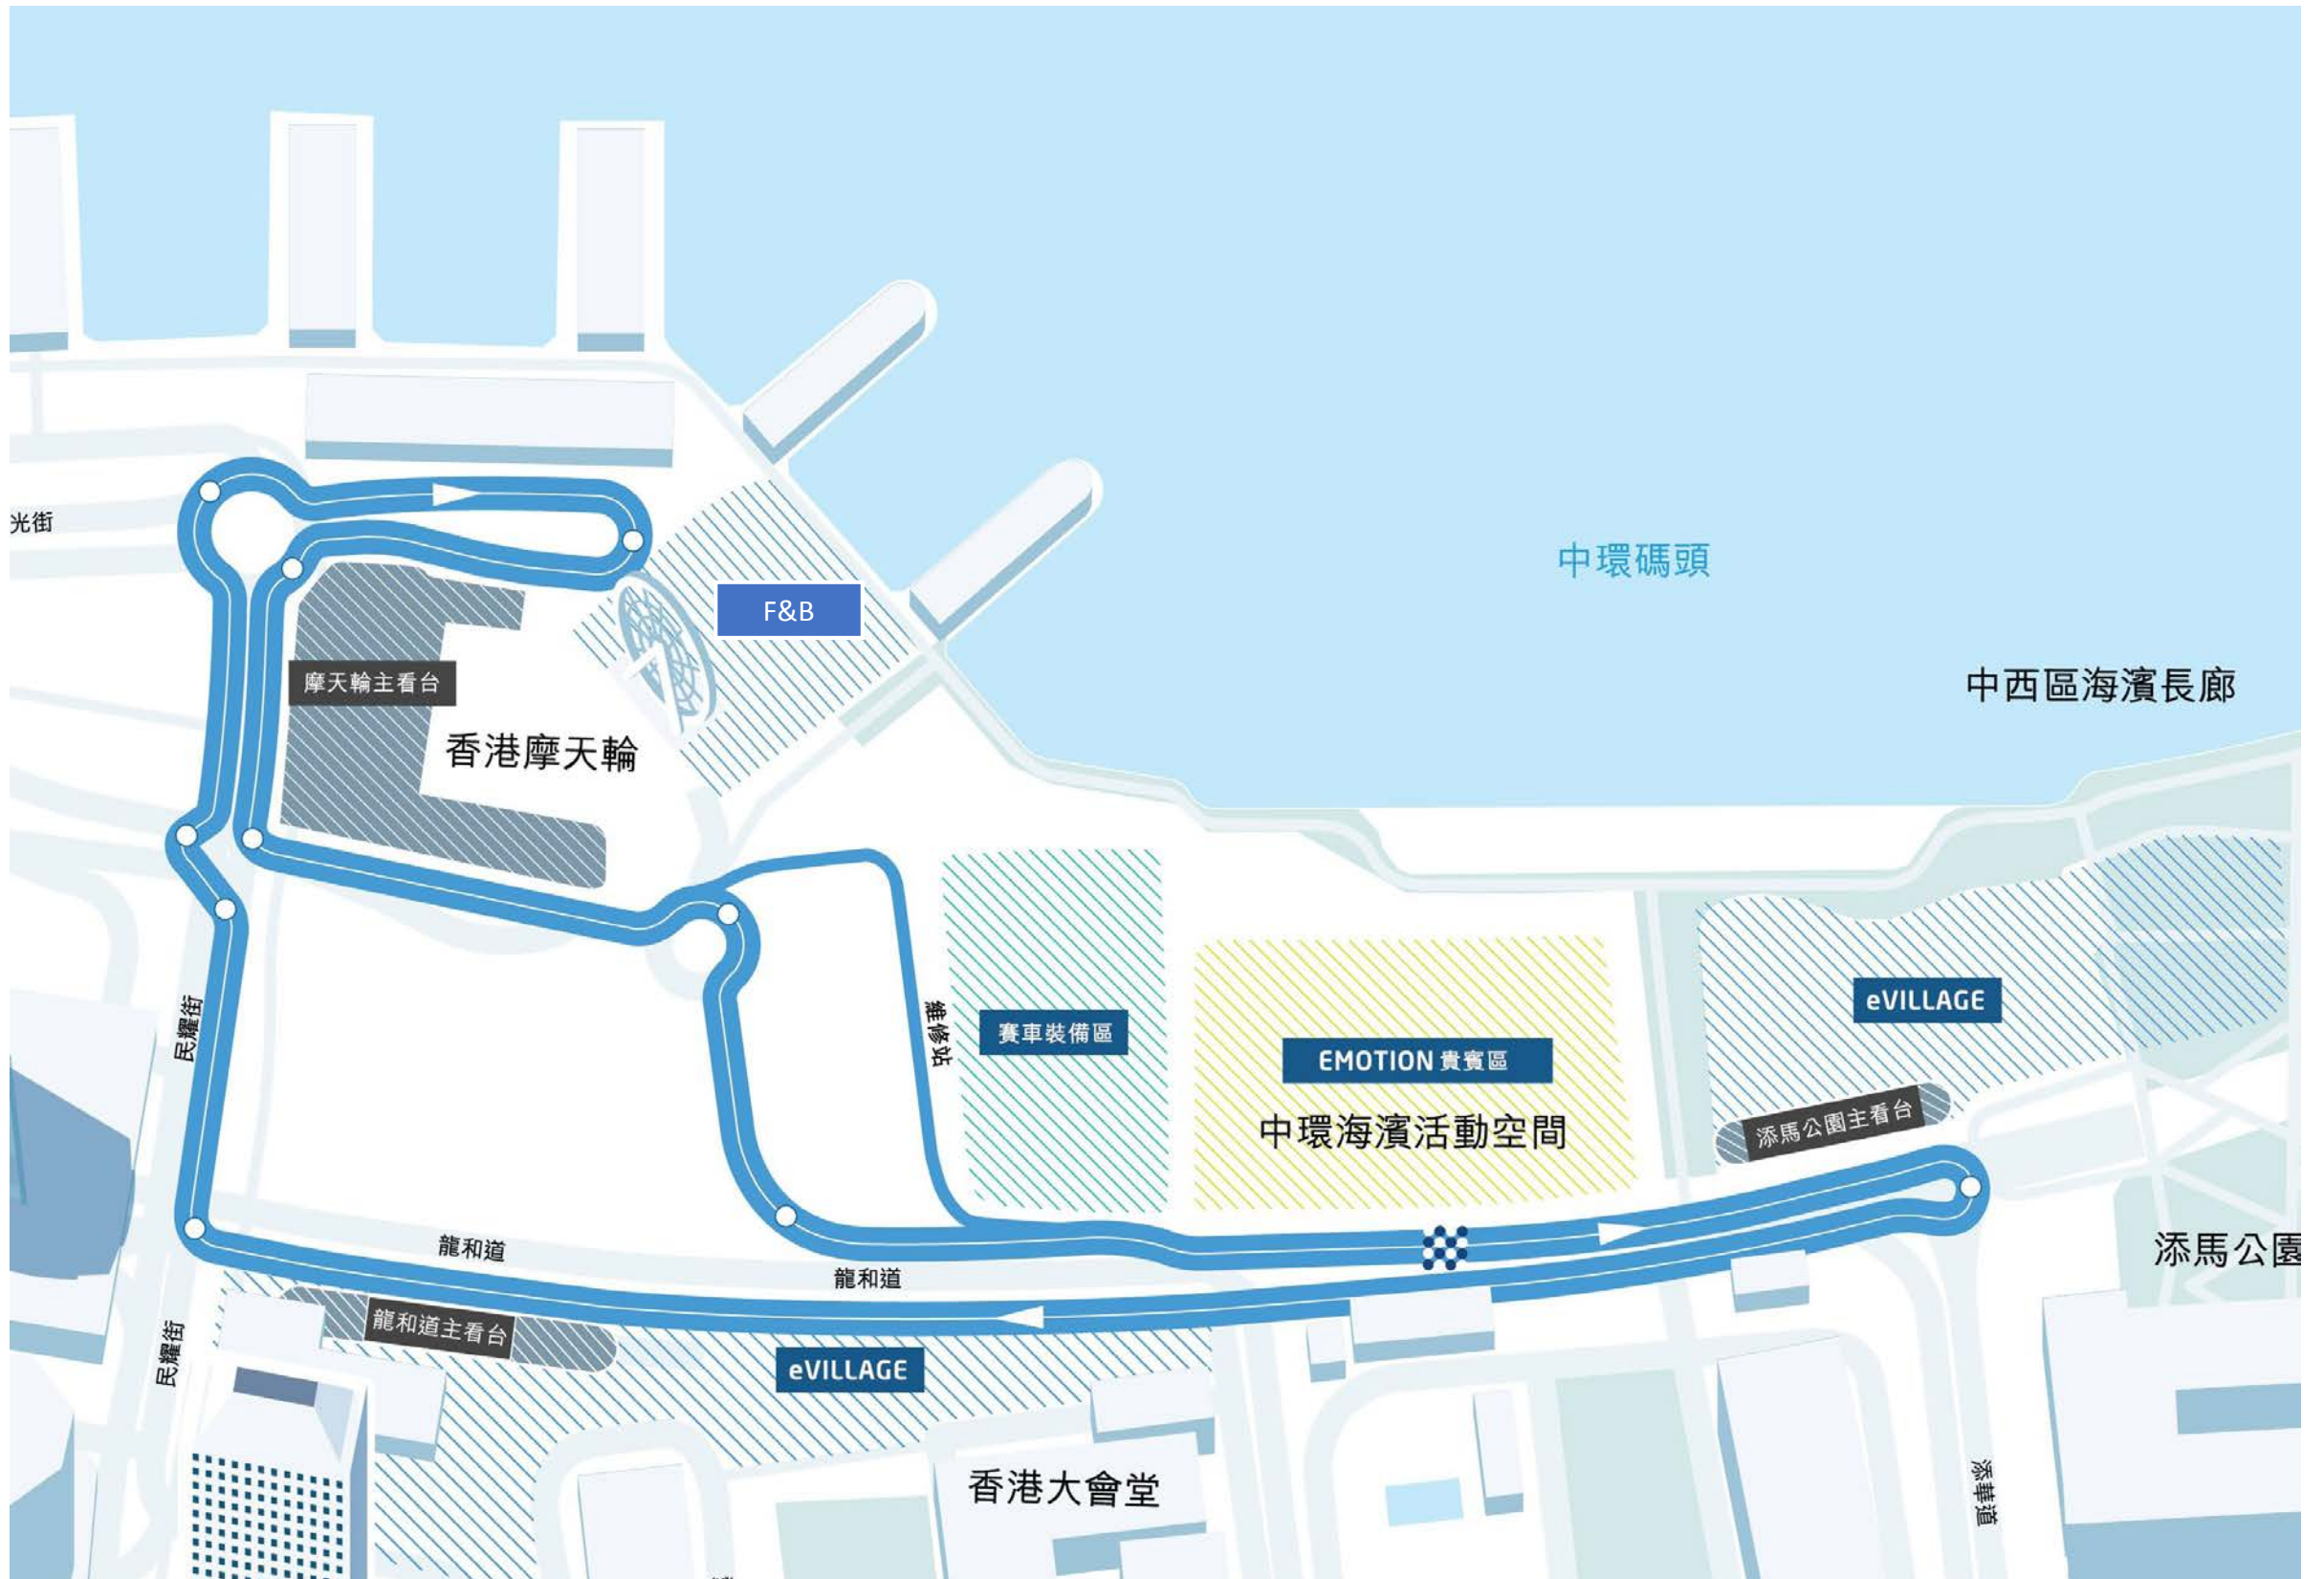 光街
中環碼頭
F&B
中西區海濱長廊
摩天輪主看台
香港摩天輪
eVILLAGE
民耀街
維修站
賽車裝備區
EMOTION 貴賓區
中環海濱活動空間
添馬公園主看台
龍和道
龍和道
添馬公園
龍和道主看台
民耀街
eVILLAGE
香港大會堂
添華道